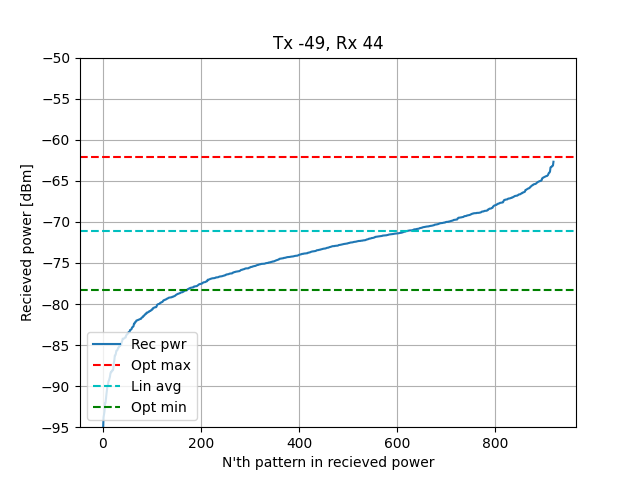 Tx -49, Rx 44
−50
−55
−60
−65
−70
−75
−80
−85
−90
−95
Recieved power [dBm]
Rec pwr
Opt max
Lin avg
Opt min
0 200 400 600 800
N'th pattern in recieved power